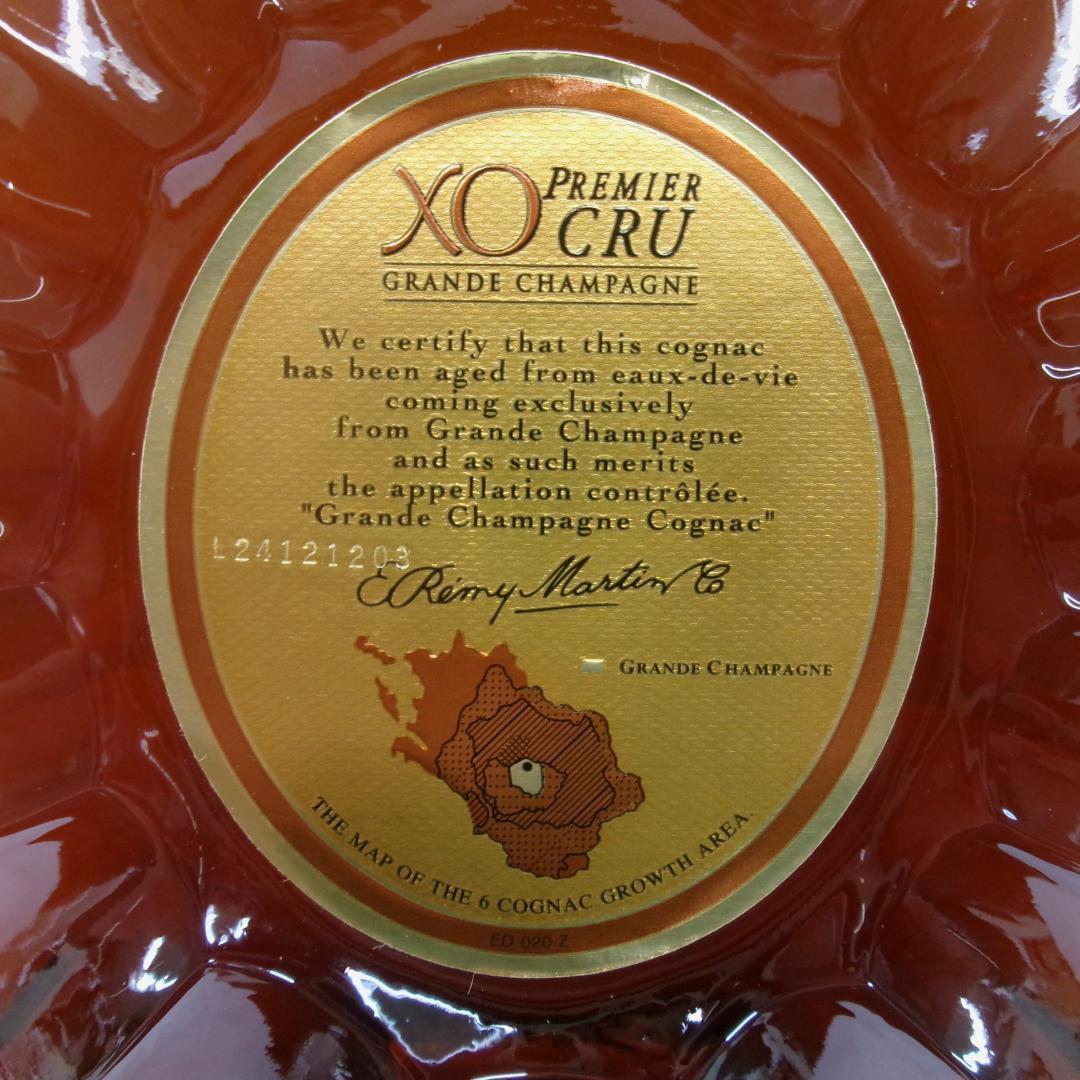 XO PREMIER CRU
GRANDE CHAMPAGNE
We certify that this cognac
has been aged from eaux-de-vie
coming exclusively
from Grande Champagne
and as such merits
the appellation contrôlée.
"Grande Champagne Cognac"
L24121203
E. Rémy Martin & Co
GRANDE CHAMPAGNE
THE MAP OF THE 6 COGNAC GROWTH AREA.
ED 020 Z